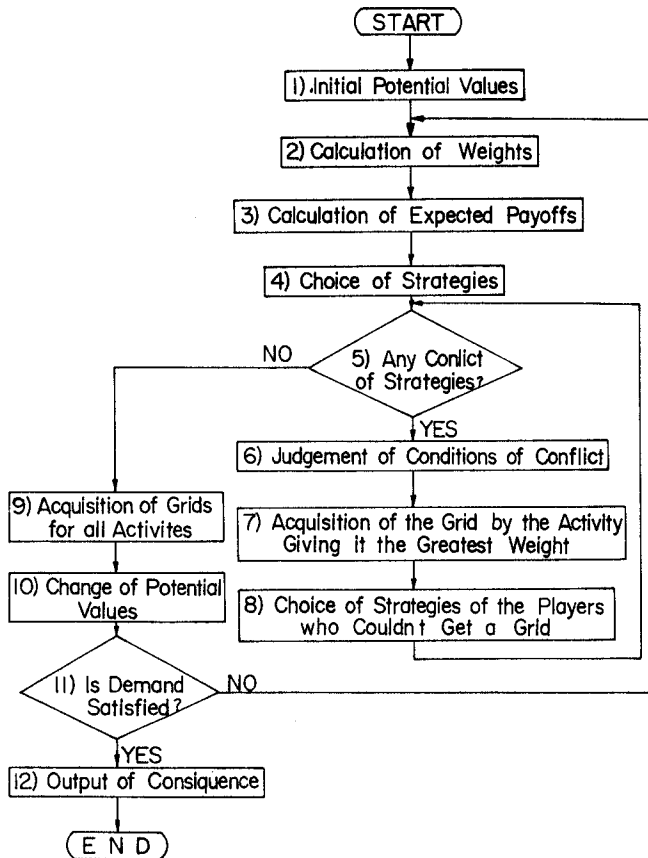 START
1) Initial Potential Values
2) Calculation of Weights
3) Calculation of Expected Payoffs
4) Choice of Strategies
NO
5) Any Conlict
of Strategies?
YES
6) Judgement of Conditions of Conflict
9) Acquisition of Grids
for all Activites
7) Acquisition of the Grid by the Activity
Giving it the Greatest Weight
10) Change of Potential
Values
8) Choice of Strategies of the Players
who Couldn't Get a Grid
11) Is Demand
Satisfied?
NO
YES
12) Output of Consiquence
E N D